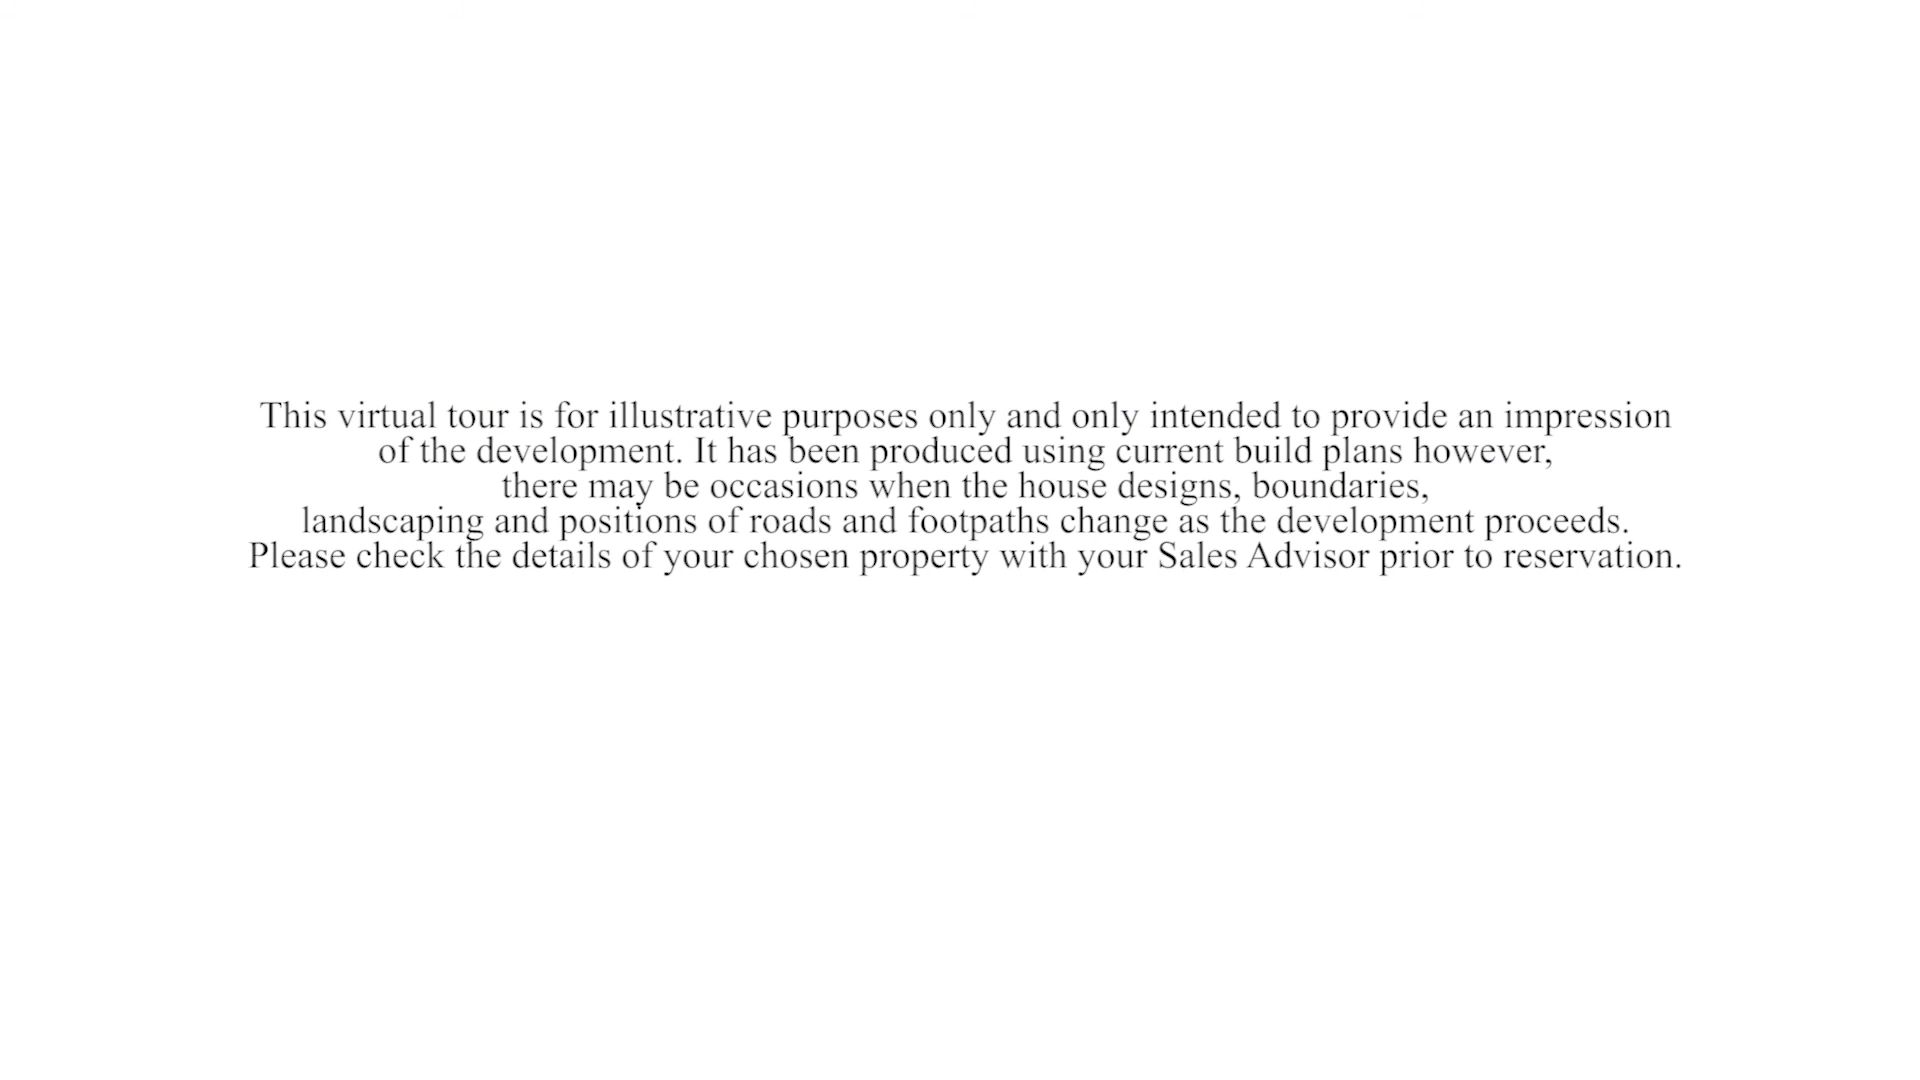 This virtual tour is for illustrative purposes only and only intended to provide an impression
of the development. It has been produced using current build plans however,
there may be occasions when the house designs, boundaries,
landscaping and positions of roads and footpaths change as the development proceeds.
Please check the details of your chosen property with your Sales Advisor prior to reservation.